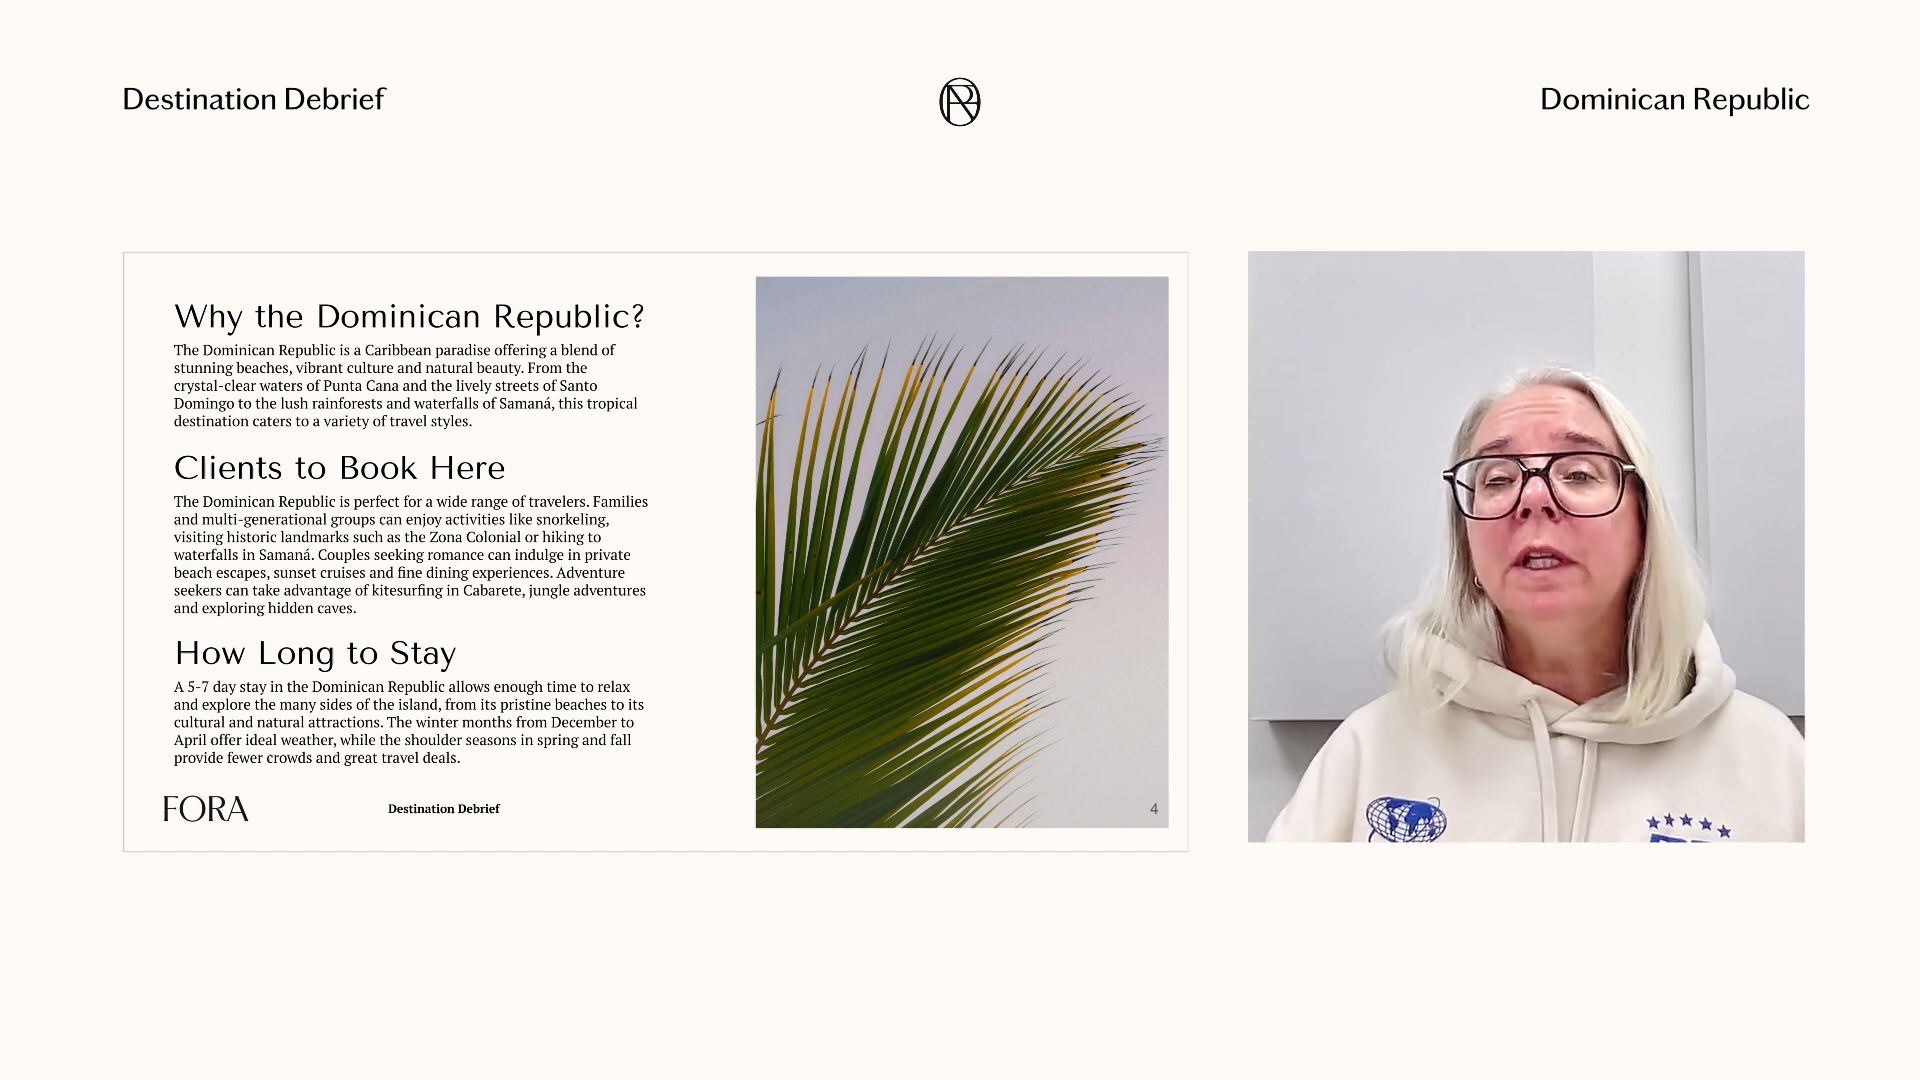 Destination Debrief
Dominican Republic
Why the Dominican Republic?
The Dominican Republic is a Caribbean paradise offering a blend of
stunning beaches, vibrant culture and natural beauty. From the
crystal-clear waters of Punta Cana and the lively streets of Santo
Domingo to the lush rainforests and waterfalls of Samaná, this tropical
destination caters to a variety of travel styles.
Clients to Book Here
The Dominican Republic is perfect for a wide range of travelers. Families
and multi-generational groups can enjoy activities like snorkeling,
visiting historic landmarks such as the Zona Colonial or hiking to
waterfalls in Samaná. Couples seeking romance can indulge in private
beach escapes, sunset cruises and fine dining experiences. Adventure
seekers can take advantage of kitesurfing in Cabarete, jungle adventures
and exploring hidden caves.
How Long to Stay
A 5-7 day stay in the Dominican Republic allows enough time to relax
and explore the many sides of the island, from its pristine beaches to its
cultural and natural attractions. The winter months from December to
April offer ideal weather, while the shoulder seasons in spring and fall
provide fewer crowds and great travel deals.
FORA
Destination Debrief
4